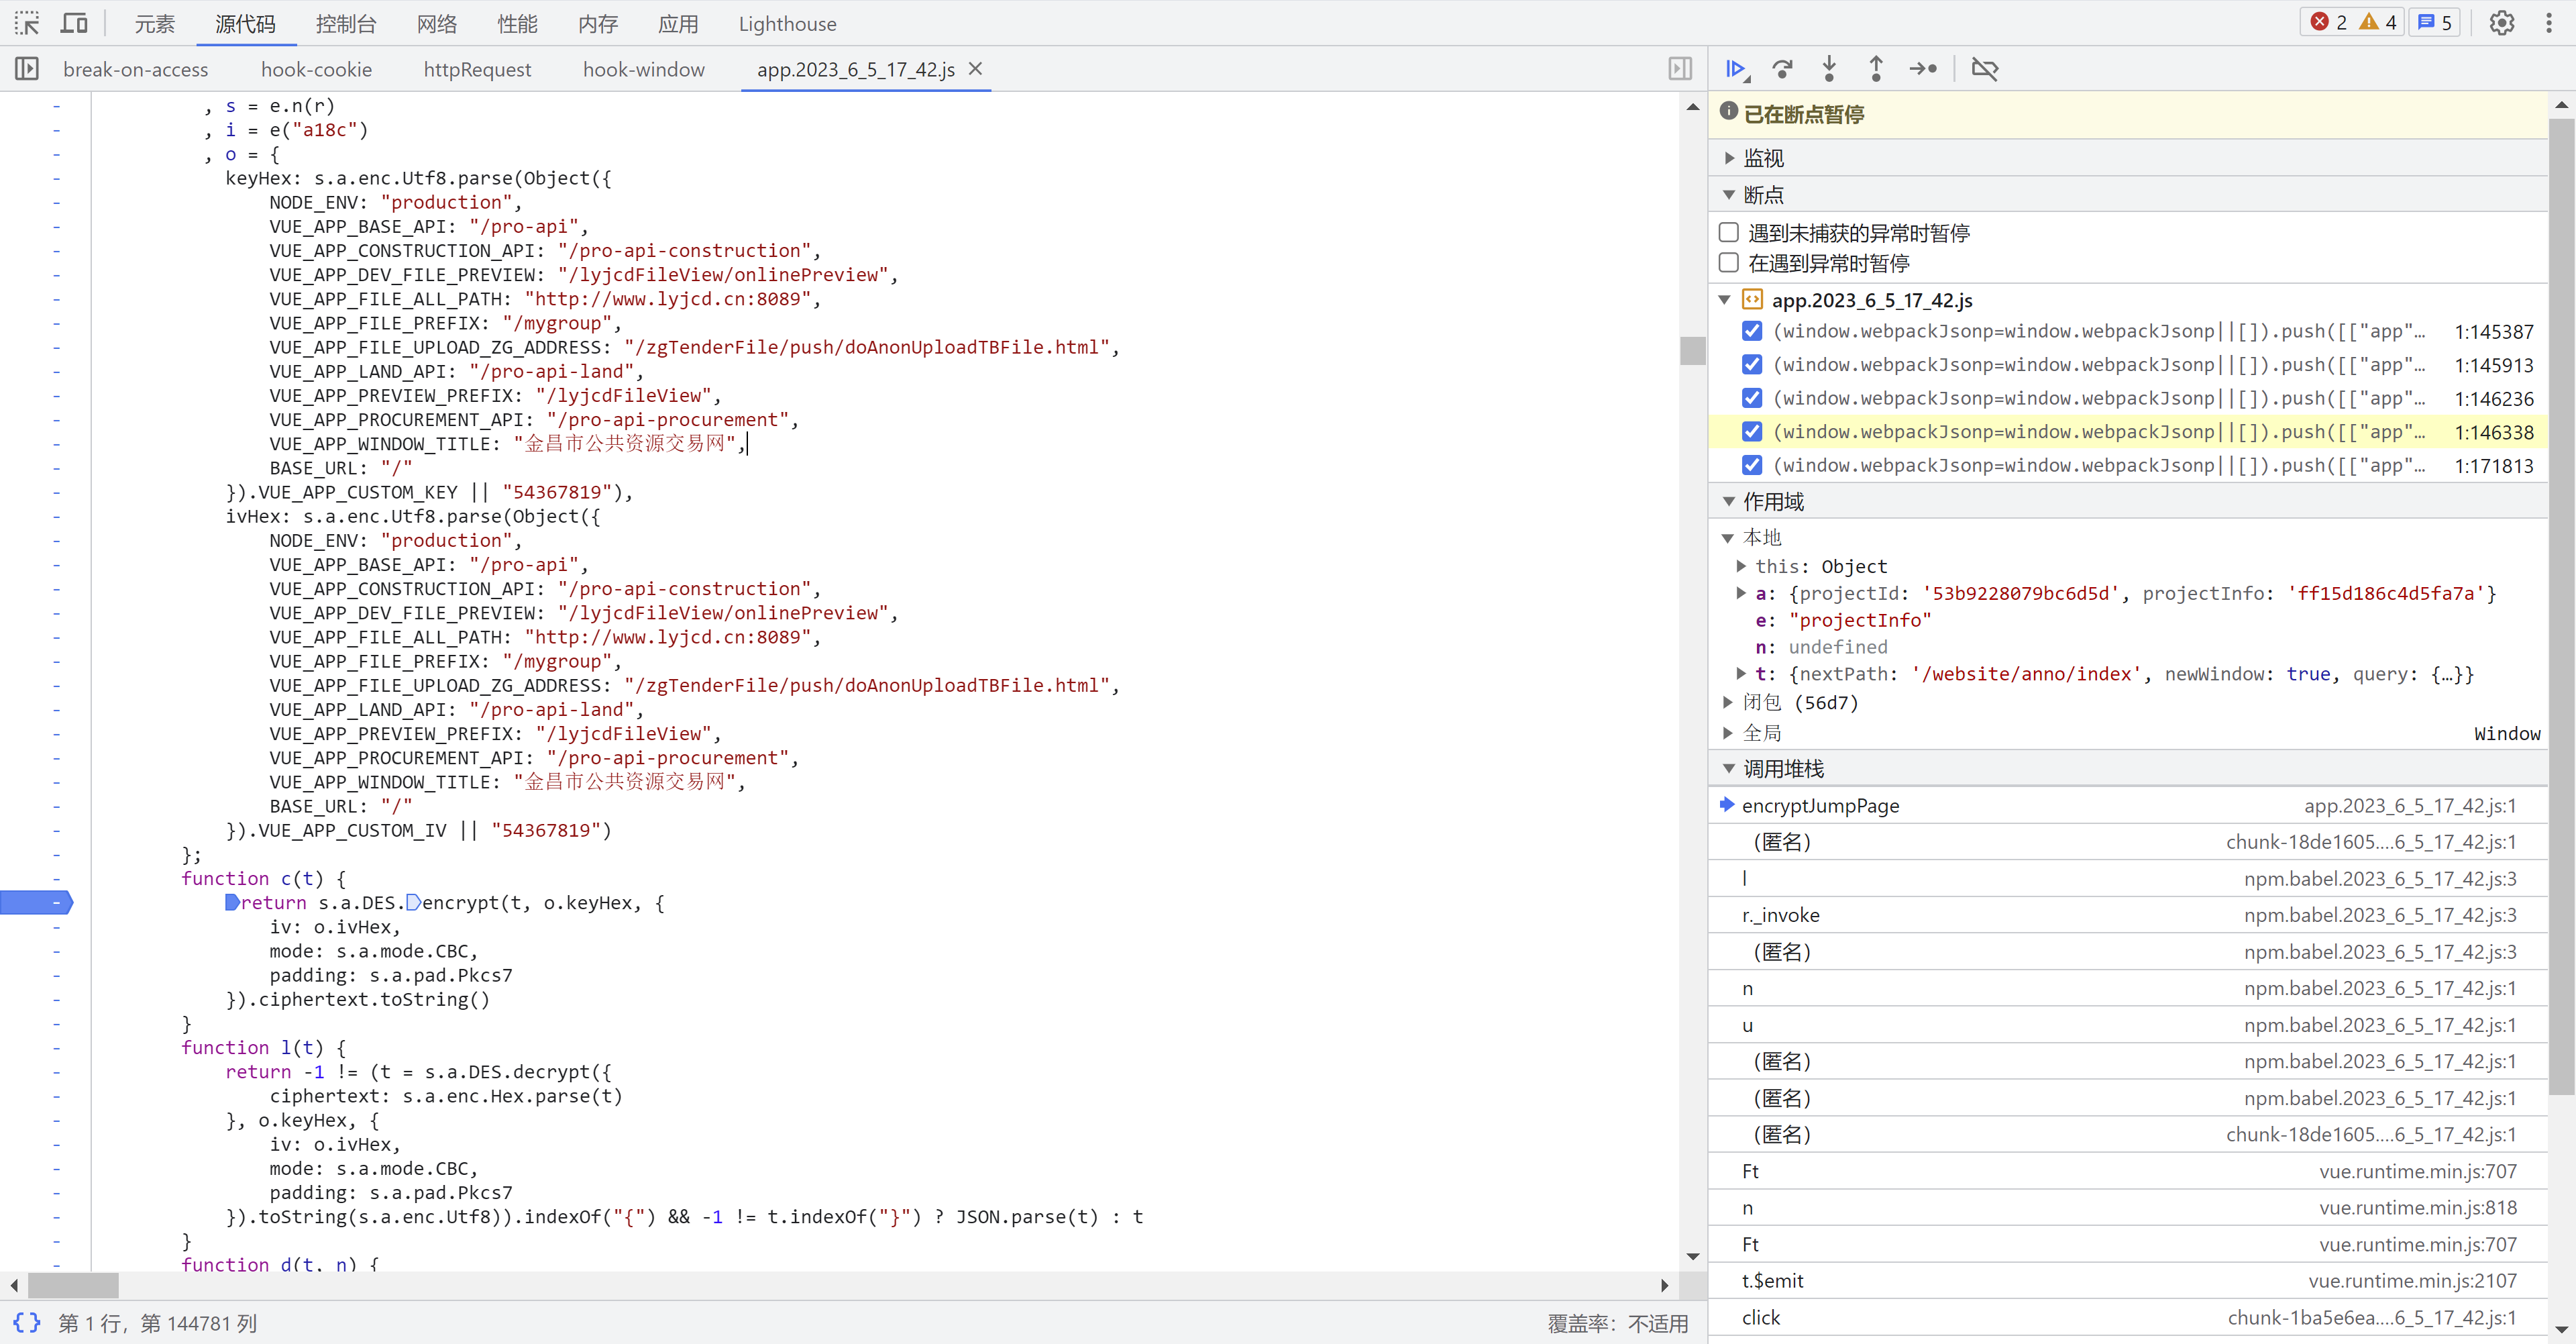 元素 源代码 控制台 网络 性能 内存 应用 Lighthouse 2 4 5
break-on-access hook-cookie httpRequest hook-window app.2023_6_5_17_42.js
, s = e.n(r)
, i = e("a18c")
, o = {
keyHex: s.a.enc.Utf8.parse(Object({
NODE_ENV: "production",
VUE_APP_BASE_API: "/pro-api",
VUE_APP_CONSTRUCTION_API: "/pro-api-construction",
VUE_APP_DEV_FILE_PREVIEW: "/lyjcdFileView/onlinePreview",
VUE_APP_FILE_ALL_PATH: "http://www.lyjcd.cn:8089",
VUE_APP_FILE_PREFIX: "/mygroup",
VUE_APP_FILE_UPLOAD_ZG_ADDRESS: "/zgTenderFile/push/doAnonUploadTBFile.html",
VUE_APP_LAND_API: "/pro-api-land",
VUE_APP_PREVIEW_PREFIX: "/lyjcdFileView",
VUE_APP_PROCUREMENT_API: "/pro-api-procurement",
VUE_APP_WINDOW_TITLE: "金昌市公共资源交易网",
BASE_URL: "/"
}).VUE_APP_CUSTOM_KEY || "54367819"),
ivHex: s.a.enc.Utf8.parse(Object({
NODE_ENV: "production",
VUE_APP_BASE_API: "/pro-api",
VUE_APP_CONSTRUCTION_API: "/pro-api-construction",
VUE_APP_DEV_FILE_PREVIEW: "/lyjcdFileView/onlinePreview",
VUE_APP_FILE_ALL_PATH: "http://www.lyjcd.cn:8089",
VUE_APP_FILE_PREFIX: "/mygroup",
VUE_APP_FILE_UPLOAD_ZG_ADDRESS: "/zgTenderFile/push/doAnonUploadTBFile.html",
VUE_APP_LAND_API: "/pro-api-land",
VUE_APP_PREVIEW_PREFIX: "/lyjcdFileView",
VUE_APP_PROCUREMENT_API: "/pro-api-procurement",
VUE_APP_WINDOW_TITLE: "金昌市公共资源交易网",
BASE_URL: "/"
}).VUE_APP_CUSTOM_IV || "54367819")
};
function c(t) {
return s.a.DES.encrypt(t, o.keyHex, {
iv: o.ivHex,
mode: s.a.mode.CBC,
padding: s.a.pad.Pkcs7
}).ciphertext.toString()
}
function l(t) {
return -1 != (t = s.a.DES.decrypt({
ciphertext: s.a.enc.Hex.parse(t)
}, o.keyHex, {
iv: o.ivHex,
mode: s.a.mode.CBC,
padding: s.a.pad.Pkcs7
}).toString(s.a.enc.Utf8)).indexOf("{") && -1 != t.indexOf("}") ? JSON.parse(t) : t
}
function d(t, n) {
第 1 行，第 144781 列
覆盖率：不适用
已在断点暂停
监视
断点
遇到未捕获的异常时暂停
在遇到异常时暂停
app.2023_6_5_17_42.js
(window.webpackJsonp=window.webpackJsonp||[]).push([["app"… 1:145387
(window.webpackJsonp=window.webpackJsonp||[]).push([["app"… 1:145913
(window.webpackJsonp=window.webpackJsonp||[]).push([["app"… 1:146236
(window.webpackJsonp=window.webpackJsonp||[]).push([["app"… 1:146338
(window.webpackJsonp=window.webpackJsonp||[]).push([["app"… 1:171813
作用域
本地
this: Object
a: {projectId: '53b9228079bc6d5d', projectInfo: 'ff15d186c4d5fa7a'}
e: "projectInfo"
n: undefined
t: {nextPath: '/website/anno/index', newWindow: true, query: {…}}
闭包 (56d7)
全局 Window
调用堆栈
encryptJumpPage app.2023_6_5_17_42.js:1
（匿名） chunk-18de1605.…6_5_17_42.js:1
l npm.babel.2023_6_5_17_42.js:3
r._invoke npm.babel.2023_6_5_17_42.js:3
（匿名） npm.babel.2023_6_5_17_42.js:3
n npm.babel.2023_6_5_17_42.js:1
u npm.babel.2023_6_5_17_42.js:1
（匿名） npm.babel.2023_6_5_17_42.js:1
（匿名） npm.babel.2023_6_5_17_42.js:1
（匿名） chunk-18de1605.…6_5_17_42.js:1
Ft vue.runtime.min.js:707
n vue.runtime.min.js:818
Ft vue.runtime.min.js:707
t.$emit vue.runtime.min.js:2107
click chunk-1ba5e6ea.…6_5_17_42.js:1